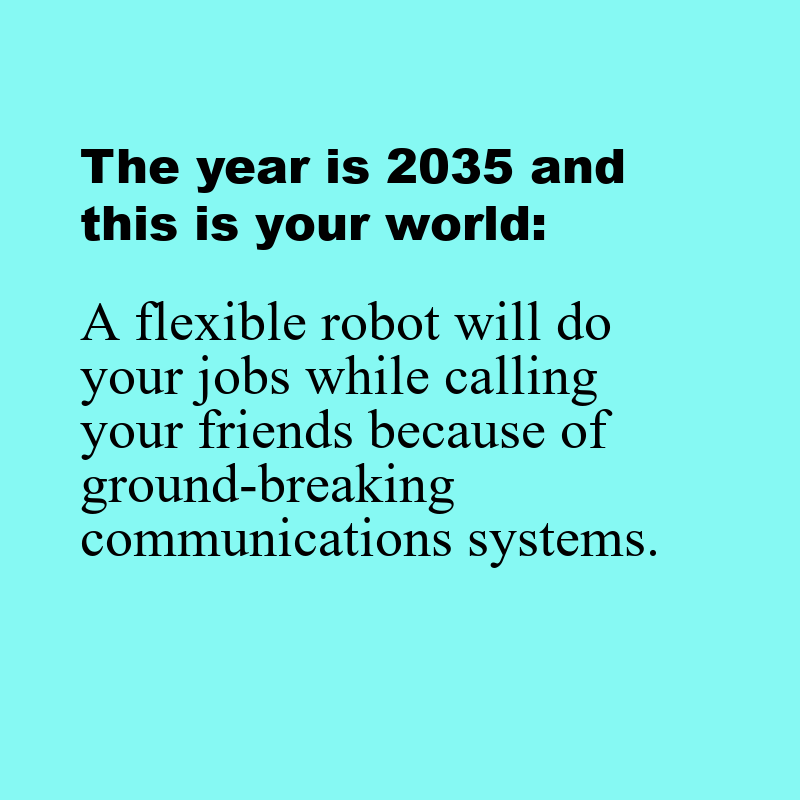 The year is 2035 and
this is your world:
A flexible robot will do
your jobs while calling
your friends because of
ground-breaking
communications systems.